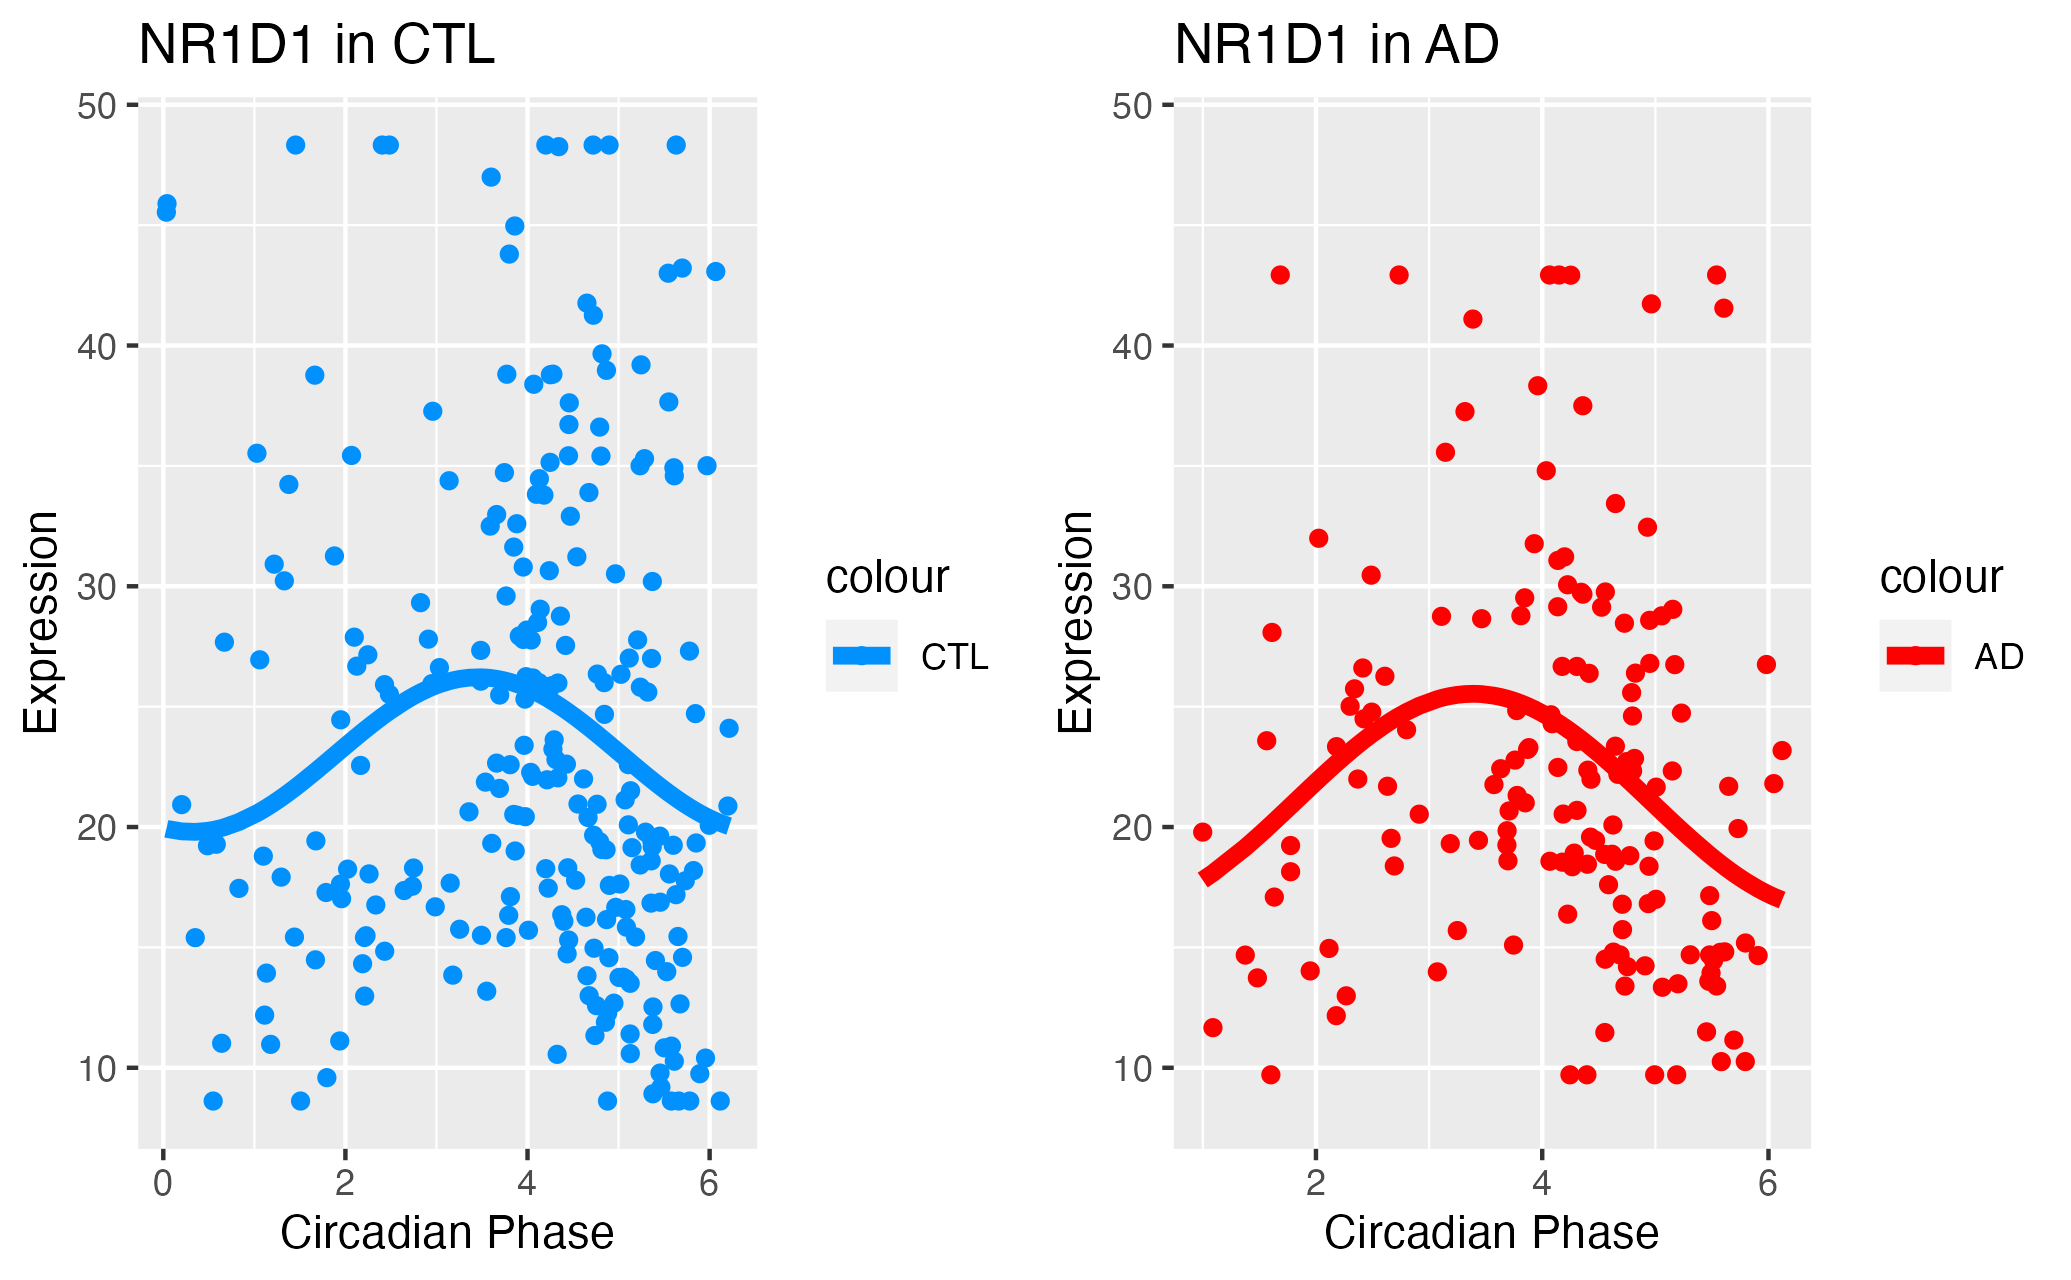 NR1D1 in CTL
50
40
30
20
10
Expression
0 2 4 6
Circadian Phase
colour
CTL
NR1D1 in AD
50
40
30
20
10
Expression
2 4 6
Circadian Phase
colour
AD